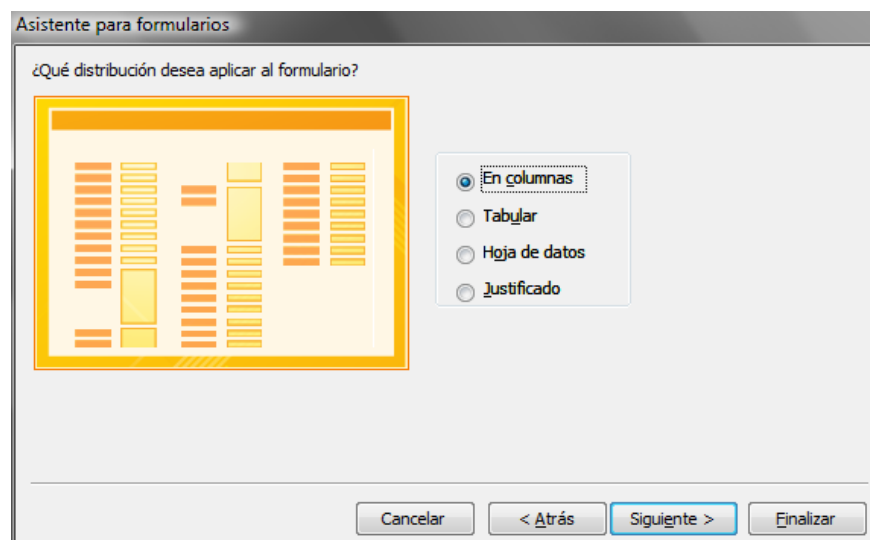 Asistente para formularios
¿Qué distribución desea aplicar al formulario?
En columnas
Tabular
Hoja de datos
Justificado
Cancelar
< Atrás
Siguiente >
Finalizar